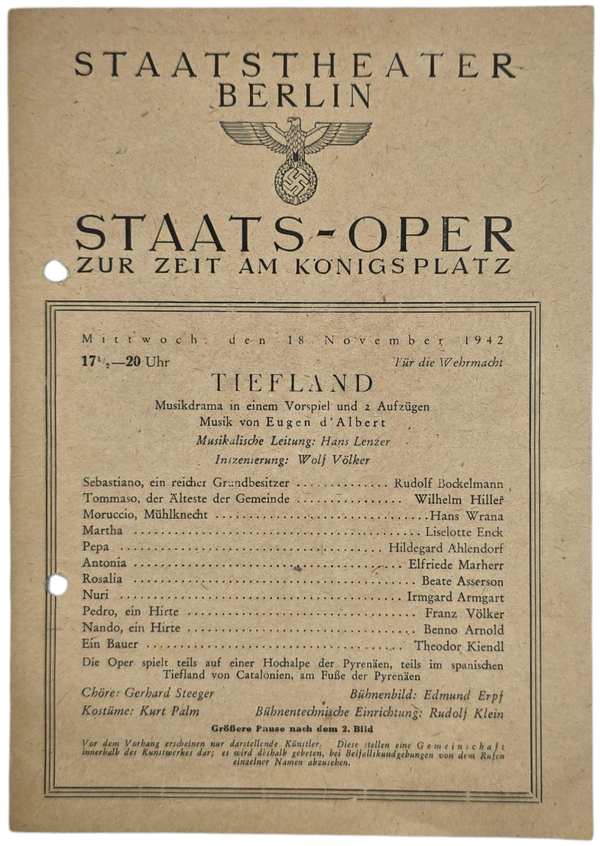 STAATSTHEATER
BERLIN
STAATS-OPER
ZUR ZEIT AM KÖNIGSPLATZ
Mittwoch, den 18 November 1942
17½—20 Uhr Für die Wehrmacht
TIEFLAND
Musikdrama in einem Vorspiel und 2 Aufzügen
Musik von Eugen d'Albert
Musikalische Leitung: Hans Lenzer
Inszenierung: Wolf Völker
Sebastiano, ein reicher Grundbesitzer .............. Rudolf Bockelmann
Tommaso, der Älteste der Gemeinde .............. Wilhelm Hiller
Moruccio, Mühlknecht .............. Hans Wrana
Martha .............. Liselotte Enck
Pepa .............. Hildegard Ahlendorf
Antonia .............. Elfriede Marherr
Rosalia .............. Beate Asserson
Nuri .............. Irmgard Armgart
Pedro, ein Hirte .............. Franz Völker
Nando, ein Hirte .............. Benno Arnold
Ein Bauer .............. Theodor Kiendl
Die Oper spielt teils auf einer Hochalpe der Pyrenäen, teils im spanischen
Tiefland von Catalonien, am Fuße der Pyrenäen
Chöre: Gerhard Steeger Bühnenbild: Edmund Erpf
Kostüme: Kurt Palm Bühnentechnische Einrichtung: Rudolf Klein
Größere Pause nach dem 2. Bild
Vor dem Vorhang erscheinen nur darstellende Künstler. Diese stellen eine Gemeinschaft
innerhalb des Kunstwerkes dar; es wird deshalb gebeten, bei Beifallskundgebungen von dem Rufen
einzelner Namen abzusehen.